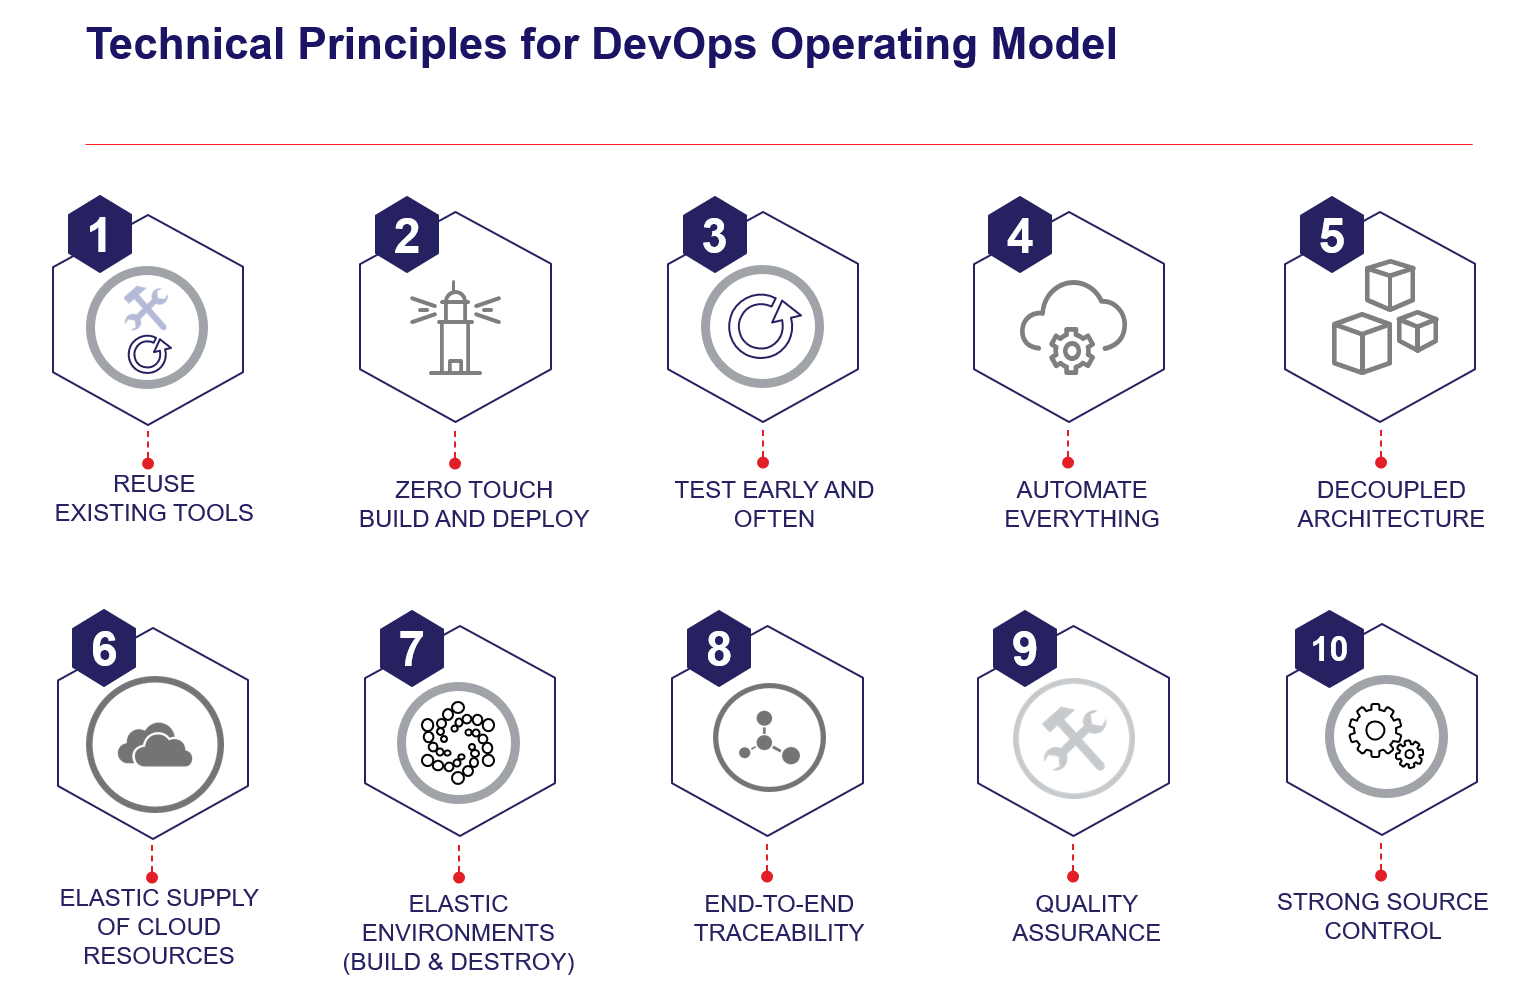 Technical Principles for DevOps Operating Model
1
2
3
4
5
REUSE
EXISTING TOOLS
ZERO TOUCH
BUILD AND DEPLOY
TEST EARLY AND
OFTEN
AUTOMATE
EVERYTHING
DECOUPLED
ARCHITECTURE
6
7
8
9
10
ELASTIC SUPPLY
OF CLOUD
RESOURCES
ELASTIC
ENVIRONMENTS
(BUILD & DESTROY)
END-TO-END
TRACEABILITY
QUALITY
ASSURANCE
STRONG SOURCE
CONTROL